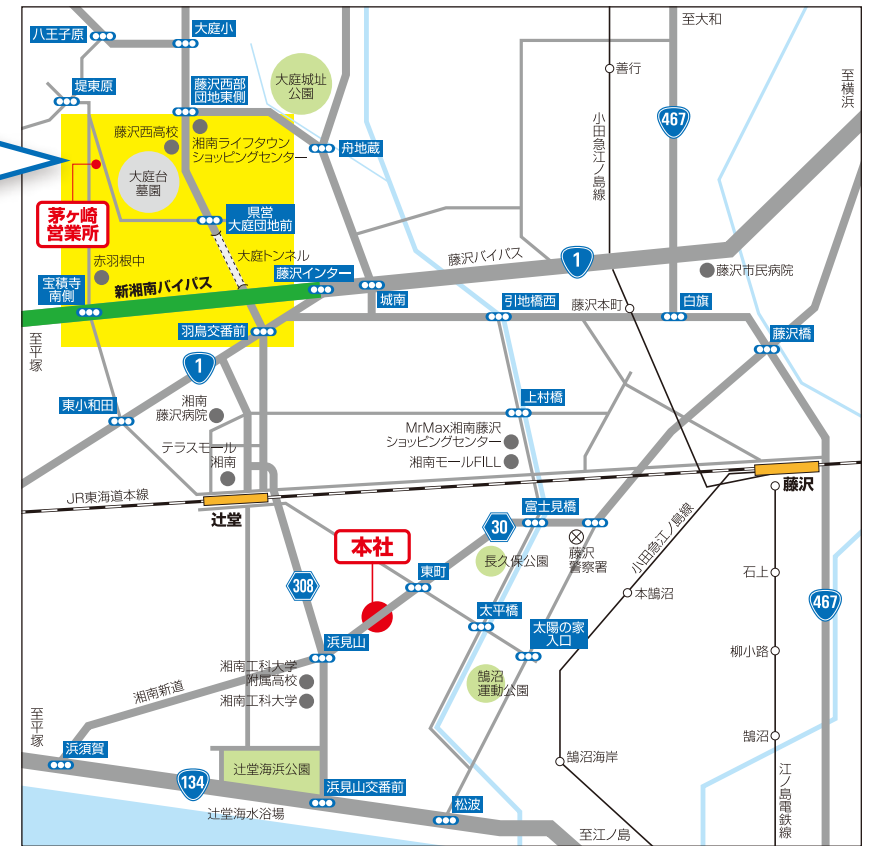 八王子原
大庭小
至大和
堤東原
藤沢西部
団地東側
大庭城址
公園
善行
至横浜
467
小田急江ノ島線
藤沢西高校
湘南ライフタウン
ショッピングセンター
舟地蔵
大庭台
墓園
茅ヶ崎
営業所
県営
大庭団地前
赤羽根中
大庭トンネル
藤沢バイパス
1
藤沢市民病院
宝積寺
南側
新湘南バイパス
藤沢インター
城南
引地橋西
藤沢本町
白旗
至平塚
羽鳥交番前
藤沢橋
1
東小和田
湘南
藤沢病院
上村橋
MrMax湘南藤沢
ショッピングセンター
テラスモール
湘南
湘南モールFILL
JR東海道本線
辻堂
藤沢
富士見橋
30
本社
藤沢
警察署
小田急江ノ島線
長久保公園
東町
石上
308
本鵠沼
467
太平橋
太陽の家
入口
浜見山
柳小路
湘南工科大学
附属高校
鵠沼
運動公園
湘南新道
湘南工科大学
至平塚
浜須賀
鵠沼
鵠沼海岸
辻堂海浜公園
134
浜見山交番前
江ノ島電鉄線
辻堂海水浴場
松波
至江ノ島